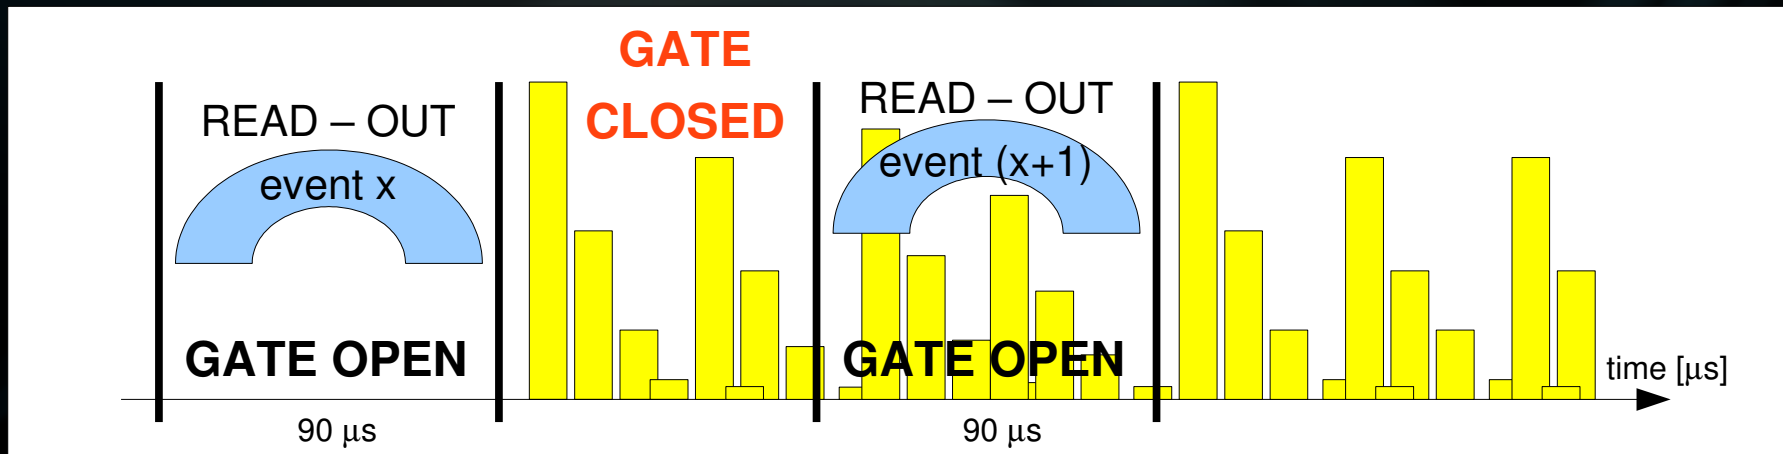 GATE
CLOSED
READ – OUT
event x
GATE OPEN
90 μs
READ – OUT
event (x+1)
GATE OPEN
90 μs
time [μs]